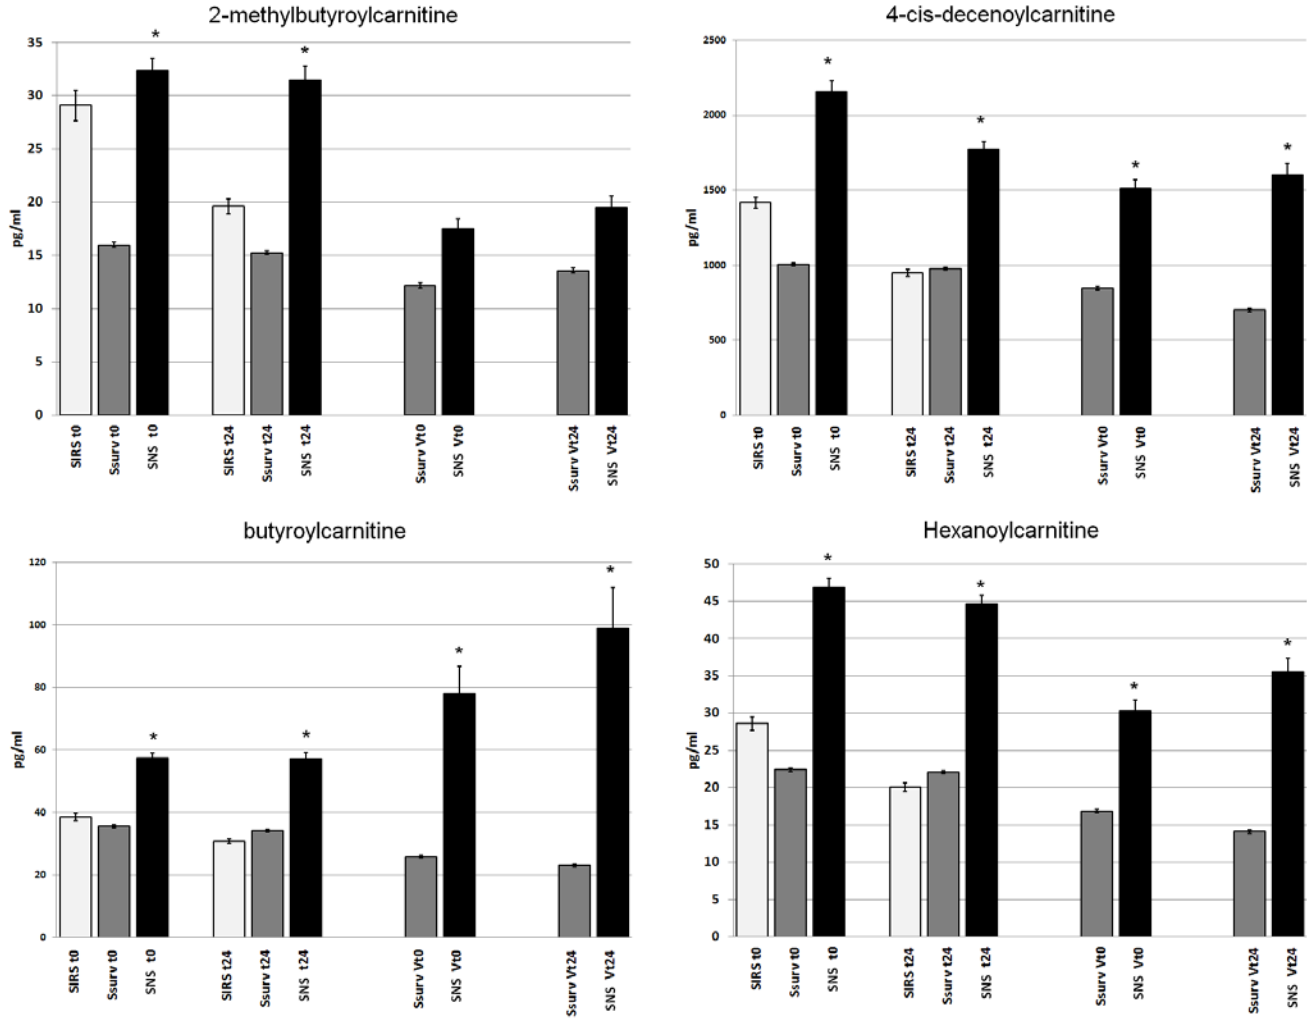 2-methylbutyroylcarnitine
35
30
25
20
15
10
5
0
pg/ml
*
*
SIRS t0
Ssurv t0
SNS t0
SIRS t24
Ssurv t24
SNS t24
Ssurv Vt0
SNS Vt0
Ssurv Vt24
SNS Vt24
4-cis-decenoylcarnitine
2500
2000
1500
1000
500
0
pg/ml
*
*
*
*
SIRS t0
Ssurv t0
SNS t0
SIRS t24
Ssurv t24
SNS t24
Ssurv Vt0
SNS Vt0
Ssurv Vt24
SNS Vt24
butyroylcarnitine
120
100
80
60
40
20
0
pg/ml
*
*
*
*
SIRS t0
Ssurv t0
SNS t0
SIRS t24
Ssurv t24
SNS t24
Ssurv Vt0
SNS Vt0
Ssurv Vt24
SNS Vt24
Hexanoylcarnitine
50
45
40
35
30
25
20
15
10
5
0
pg/ml
*
*
*
*
SIRS t0
Ssurv t0
SNS t0
SIRS t24
Ssurv t24
SNS t24
Ssurv Vt0
SNS Vt0
Ssurv Vt24
SNS Vt24